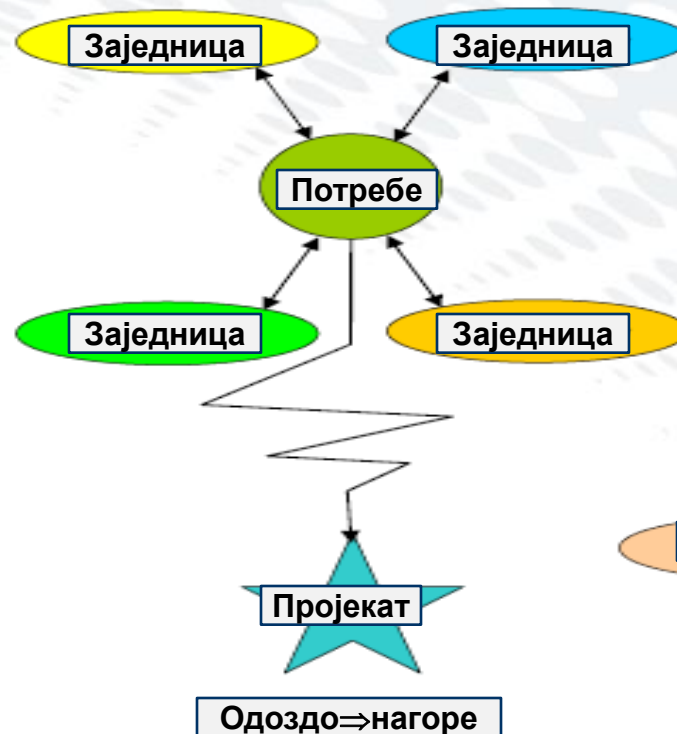 Заједница
Заједница
Потребе
Заједница
Заједница
Пројекат
Одоздо⇒нагоре